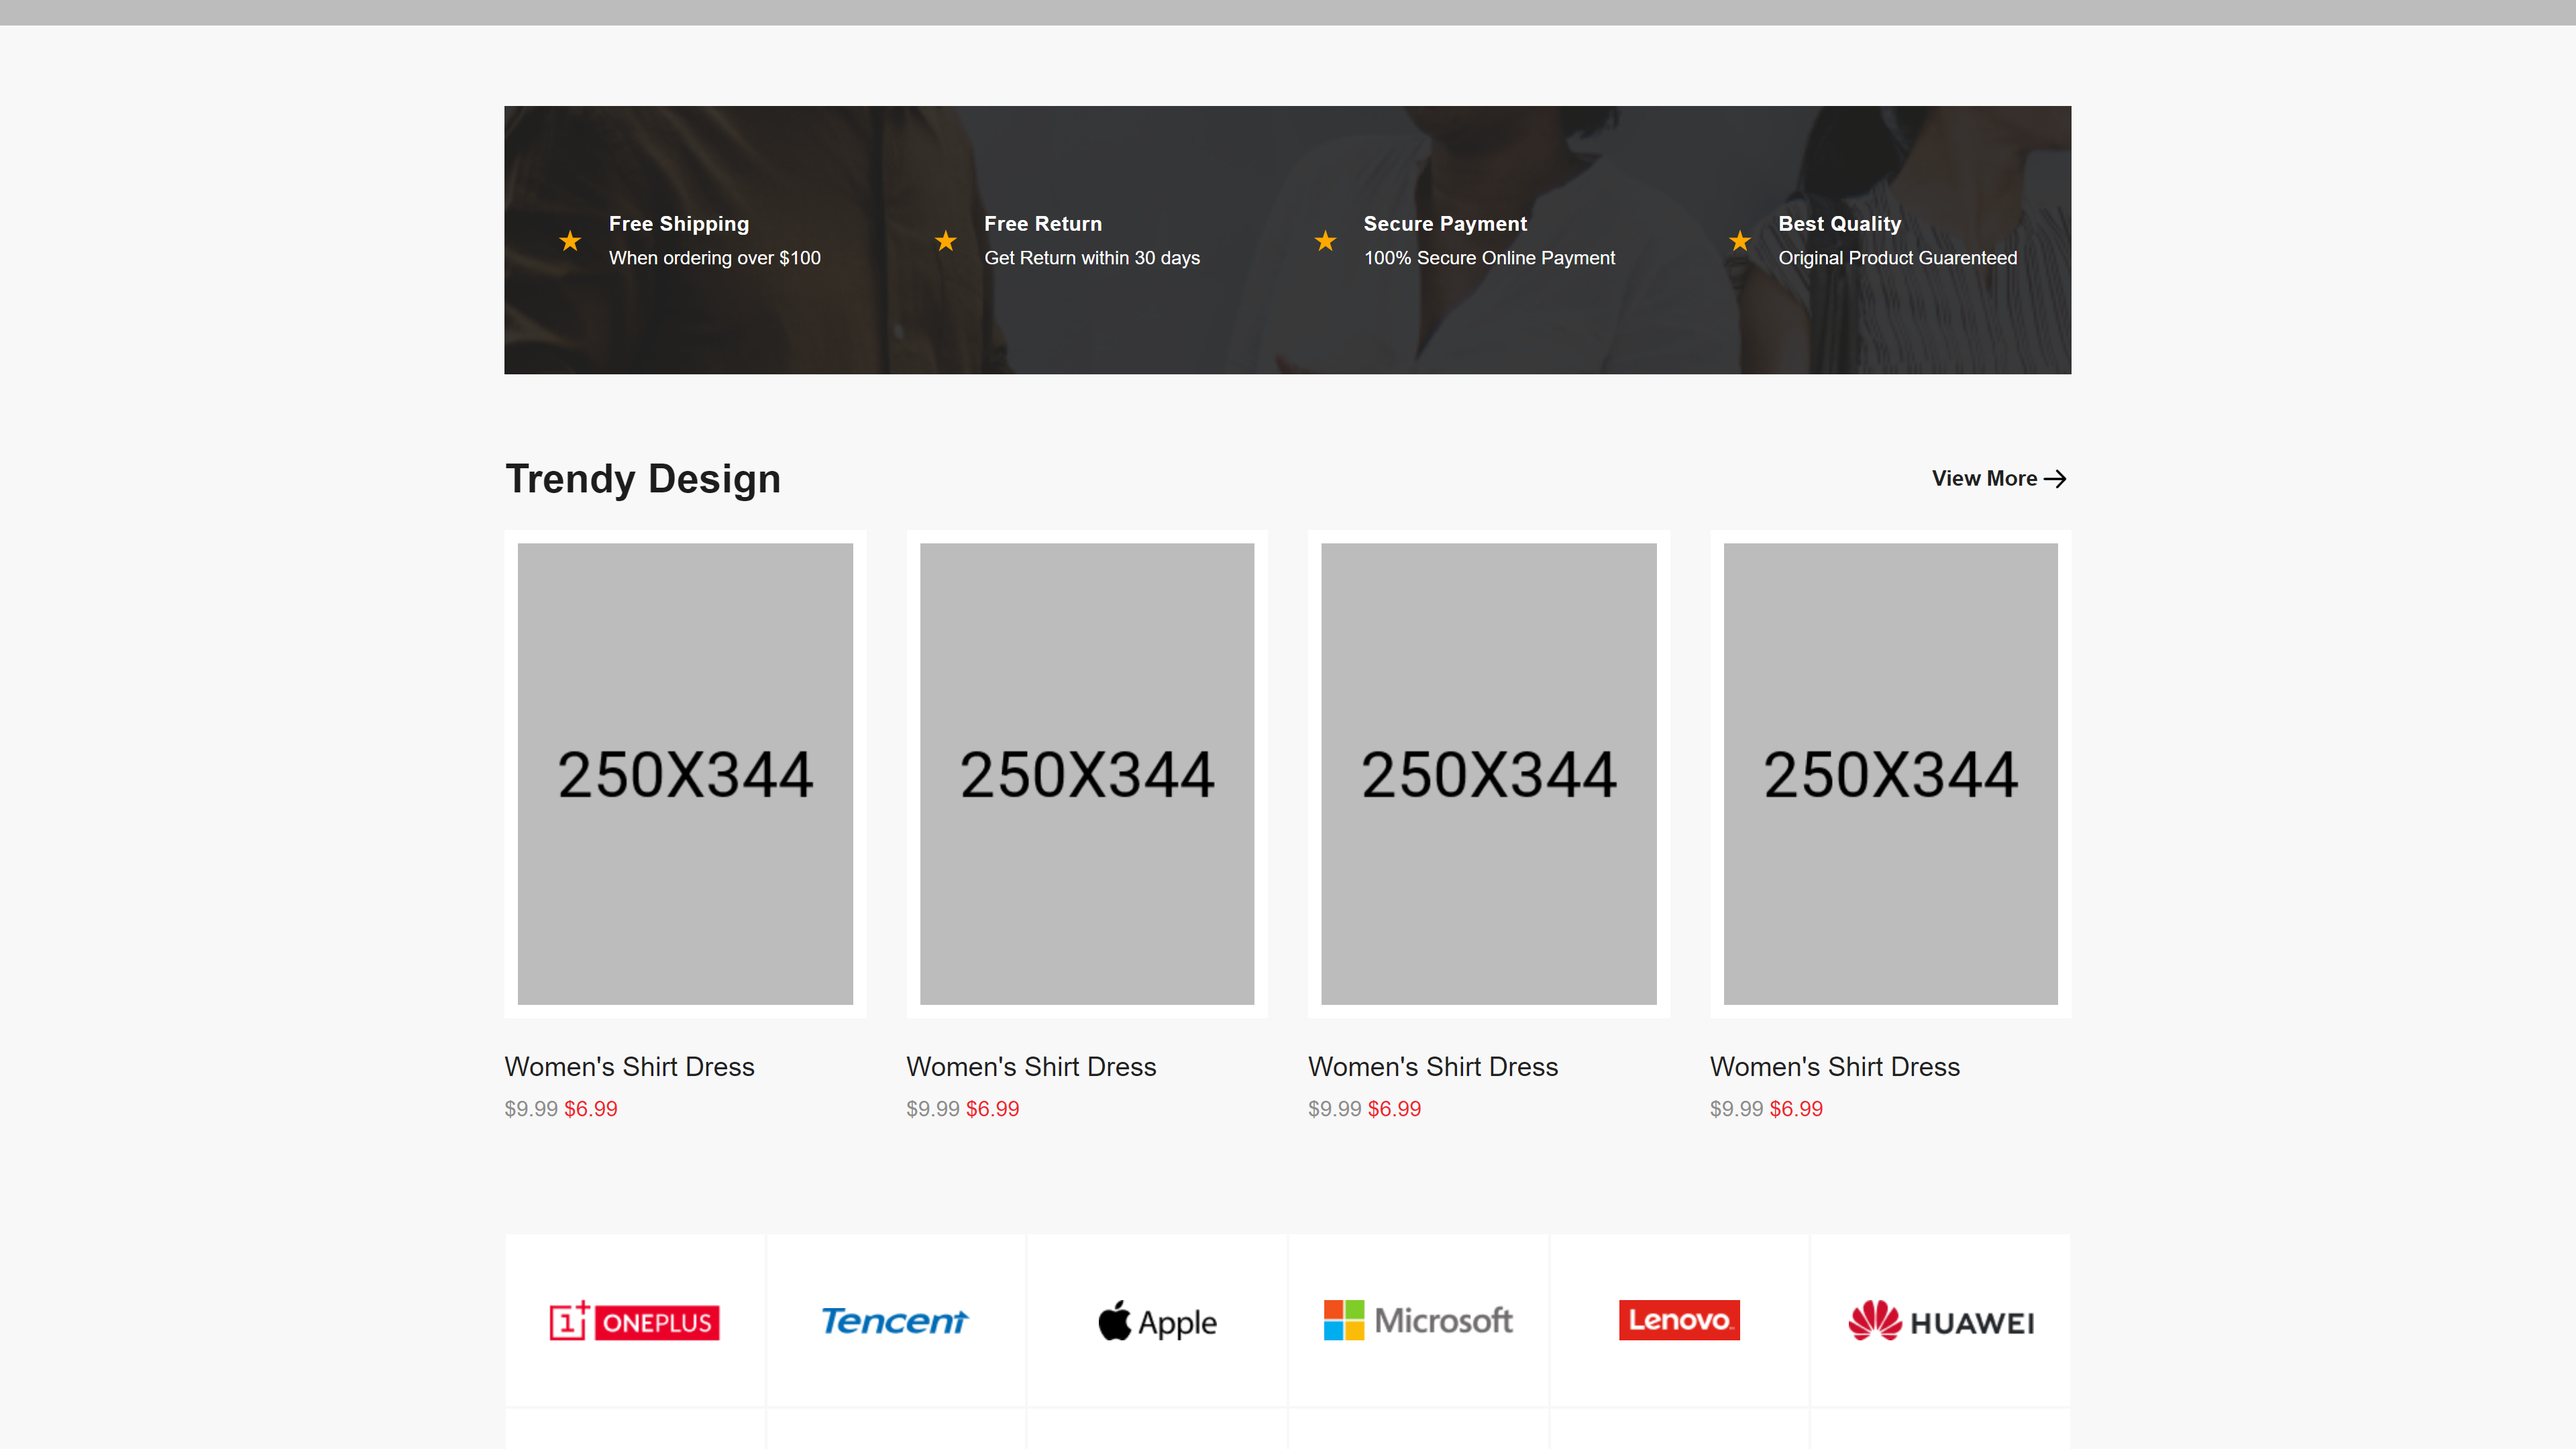 Free Shipping
When ordering over $100
Free Return
Get Return within 30 days
Secure Payment
100% Secure Online Payment
Best Quality
Original Product Guarenteed
Trendy Design
View More
250X344
250X344
250X344
250X344
Women's Shirt Dress
$9.99 $6.99
Women's Shirt Dress
$9.99 $6.99
Women's Shirt Dress
$9.99 $6.99
Women's Shirt Dress
$9.99 $6.99
1+ ONEPLUS
Tencent
Apple
Microsoft
Lenovo
HUAWEI